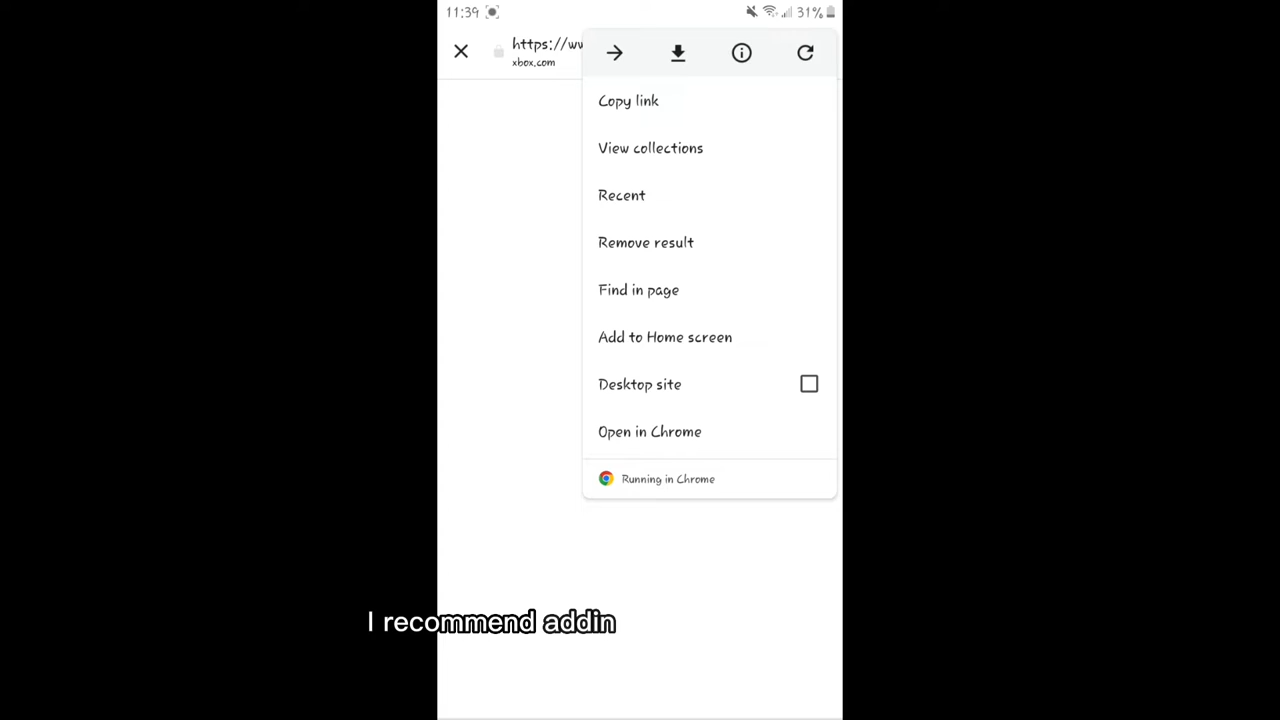 11:39
31%
https://ww
xbox.com
Copy link
View collections
Recent
Remove result
Find in page
Add to Home screen
Desktop site
Open in Chrome
Running in Chrome
I recommend addin